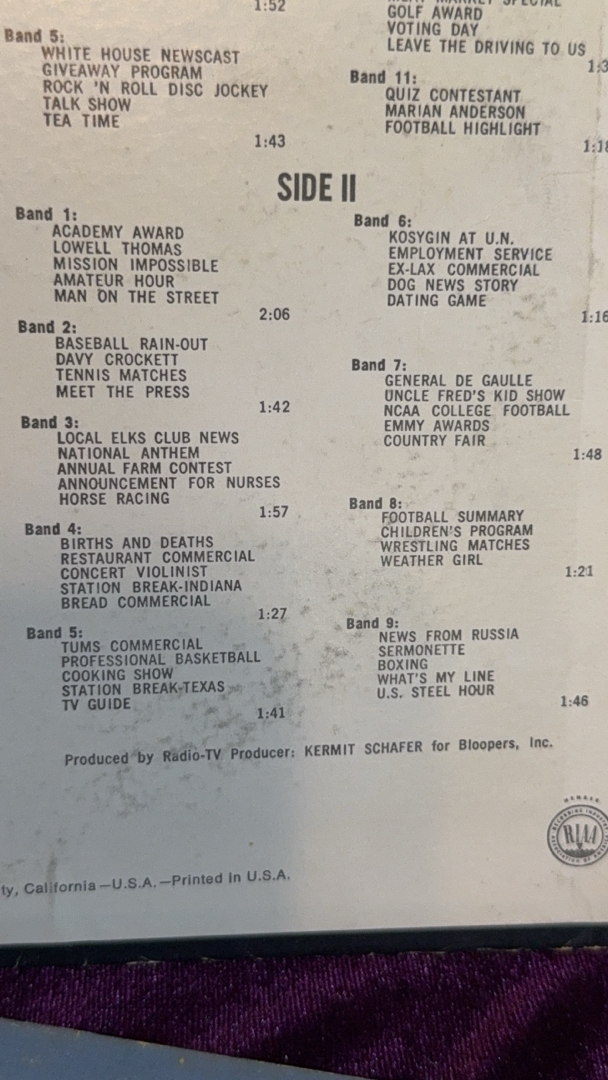 1:52
Band 5:
WHITE HOUSE NEWSCAST
GIVEAWAY PROGRAM
ROCK 'N ROLL DISC JOCKEY
TALK SHOW
TEA TIME
1:43
SPECIAL
GOLF AWARD
VOTING DAY
LEAVE THE DRIVING TO US
Band 11:
QUIZ CONTESTANT
MARIAN ANDERSON
FOOTBALL HIGHLIGHT
1:18
SIDE II
Band 1:
ACADEMY AWARD
LOWELL THOMAS
MISSION IMPOSSIBLE
AMATEUR HOUR
MAN ON THE STREET
2:06
Band 2:
BASEBALL RAIN-OUT
DAVY CROCKETT
TENNIS MATCHES
MEET THE PRESS
1:42
Band 3:
LOCAL ELKS CLUB NEWS
NATIONAL ANTHEM
ANNUAL FARM CONTEST
ANNOUNCEMENT FOR NURSES
HORSE RACING
1:57
Band 4:
BIRTHS AND DEATHS
RESTAURANT COMMERCIAL
CONCERT VIOLINIST
STATION BREAK-INDIANA
BREAD COMMERCIAL
1:27
Band 5:
TUMS COMMERCIAL
PROFESSIONAL BASKETBALL
COOKING SHOW
STATION BREAK-TEXAS
TV GUIDE
1:41
Band 6:
KOSYGIN AT U.N.
EMPLOYMENT SERVICE
EX-LAX COMMERCIAL
DOG NEWS STORY
DATING GAME
1:16
Band 7:
GENERAL DE GAULLE
UNCLE FRED'S KID SHOW
NCAA COLLEGE FOOTBALL
EMMY AWARDS
COUNTRY FAIR
1:48
Band 8:
FOOTBALL SUMMARY
CHILDREN'S PROGRAM
WRESTLING MATCHES
WEATHER GIRL
1:21
Band 9:
NEWS FROM RUSSIA
SERMONETTE
BOXING
WHAT'S MY LINE
U.S. STEEL HOUR
1:46
Produced by Radio-TV Producer: KERMIT SCHAFER for Bloopers, Inc.
MEMBER
RIAA
ty, California—U.S.A.—Printed in U.S.A.